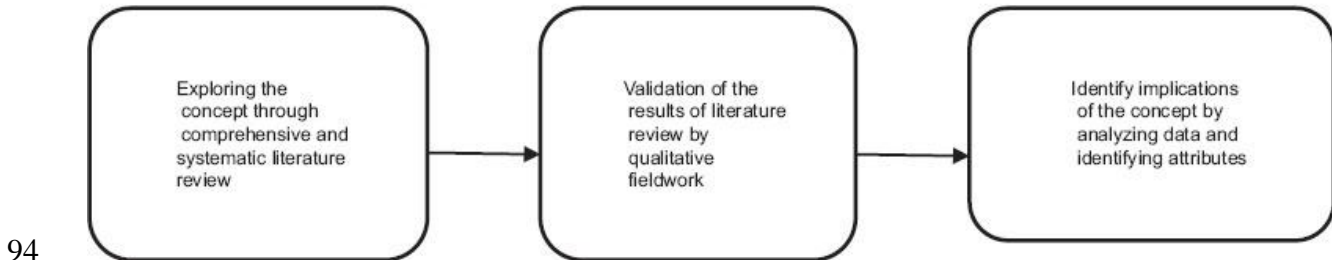 Exploring the
concept through
comprehensive and
systematic literature
review
Validation of the
results of literature
review by
qualitative
fieldwork
Identify implications
of the concept by
analyzing data and
identifying attributes
94